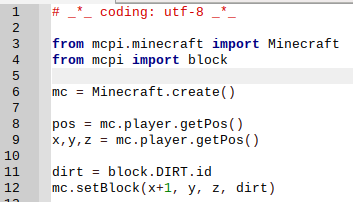 1 # _*_ coding: utf-8 _*_
2
3 from mcpi.minecraft import Minecraft
4 from mcpi import block
5
6 mc = Minecraft.create()
7
8 pos = mc.player.getPos()
9 x,y,z = mc.player.getPos()
10
11 dirt = block.DIRT.id
12 mc.setBlock(x+1, y, z, dirt)